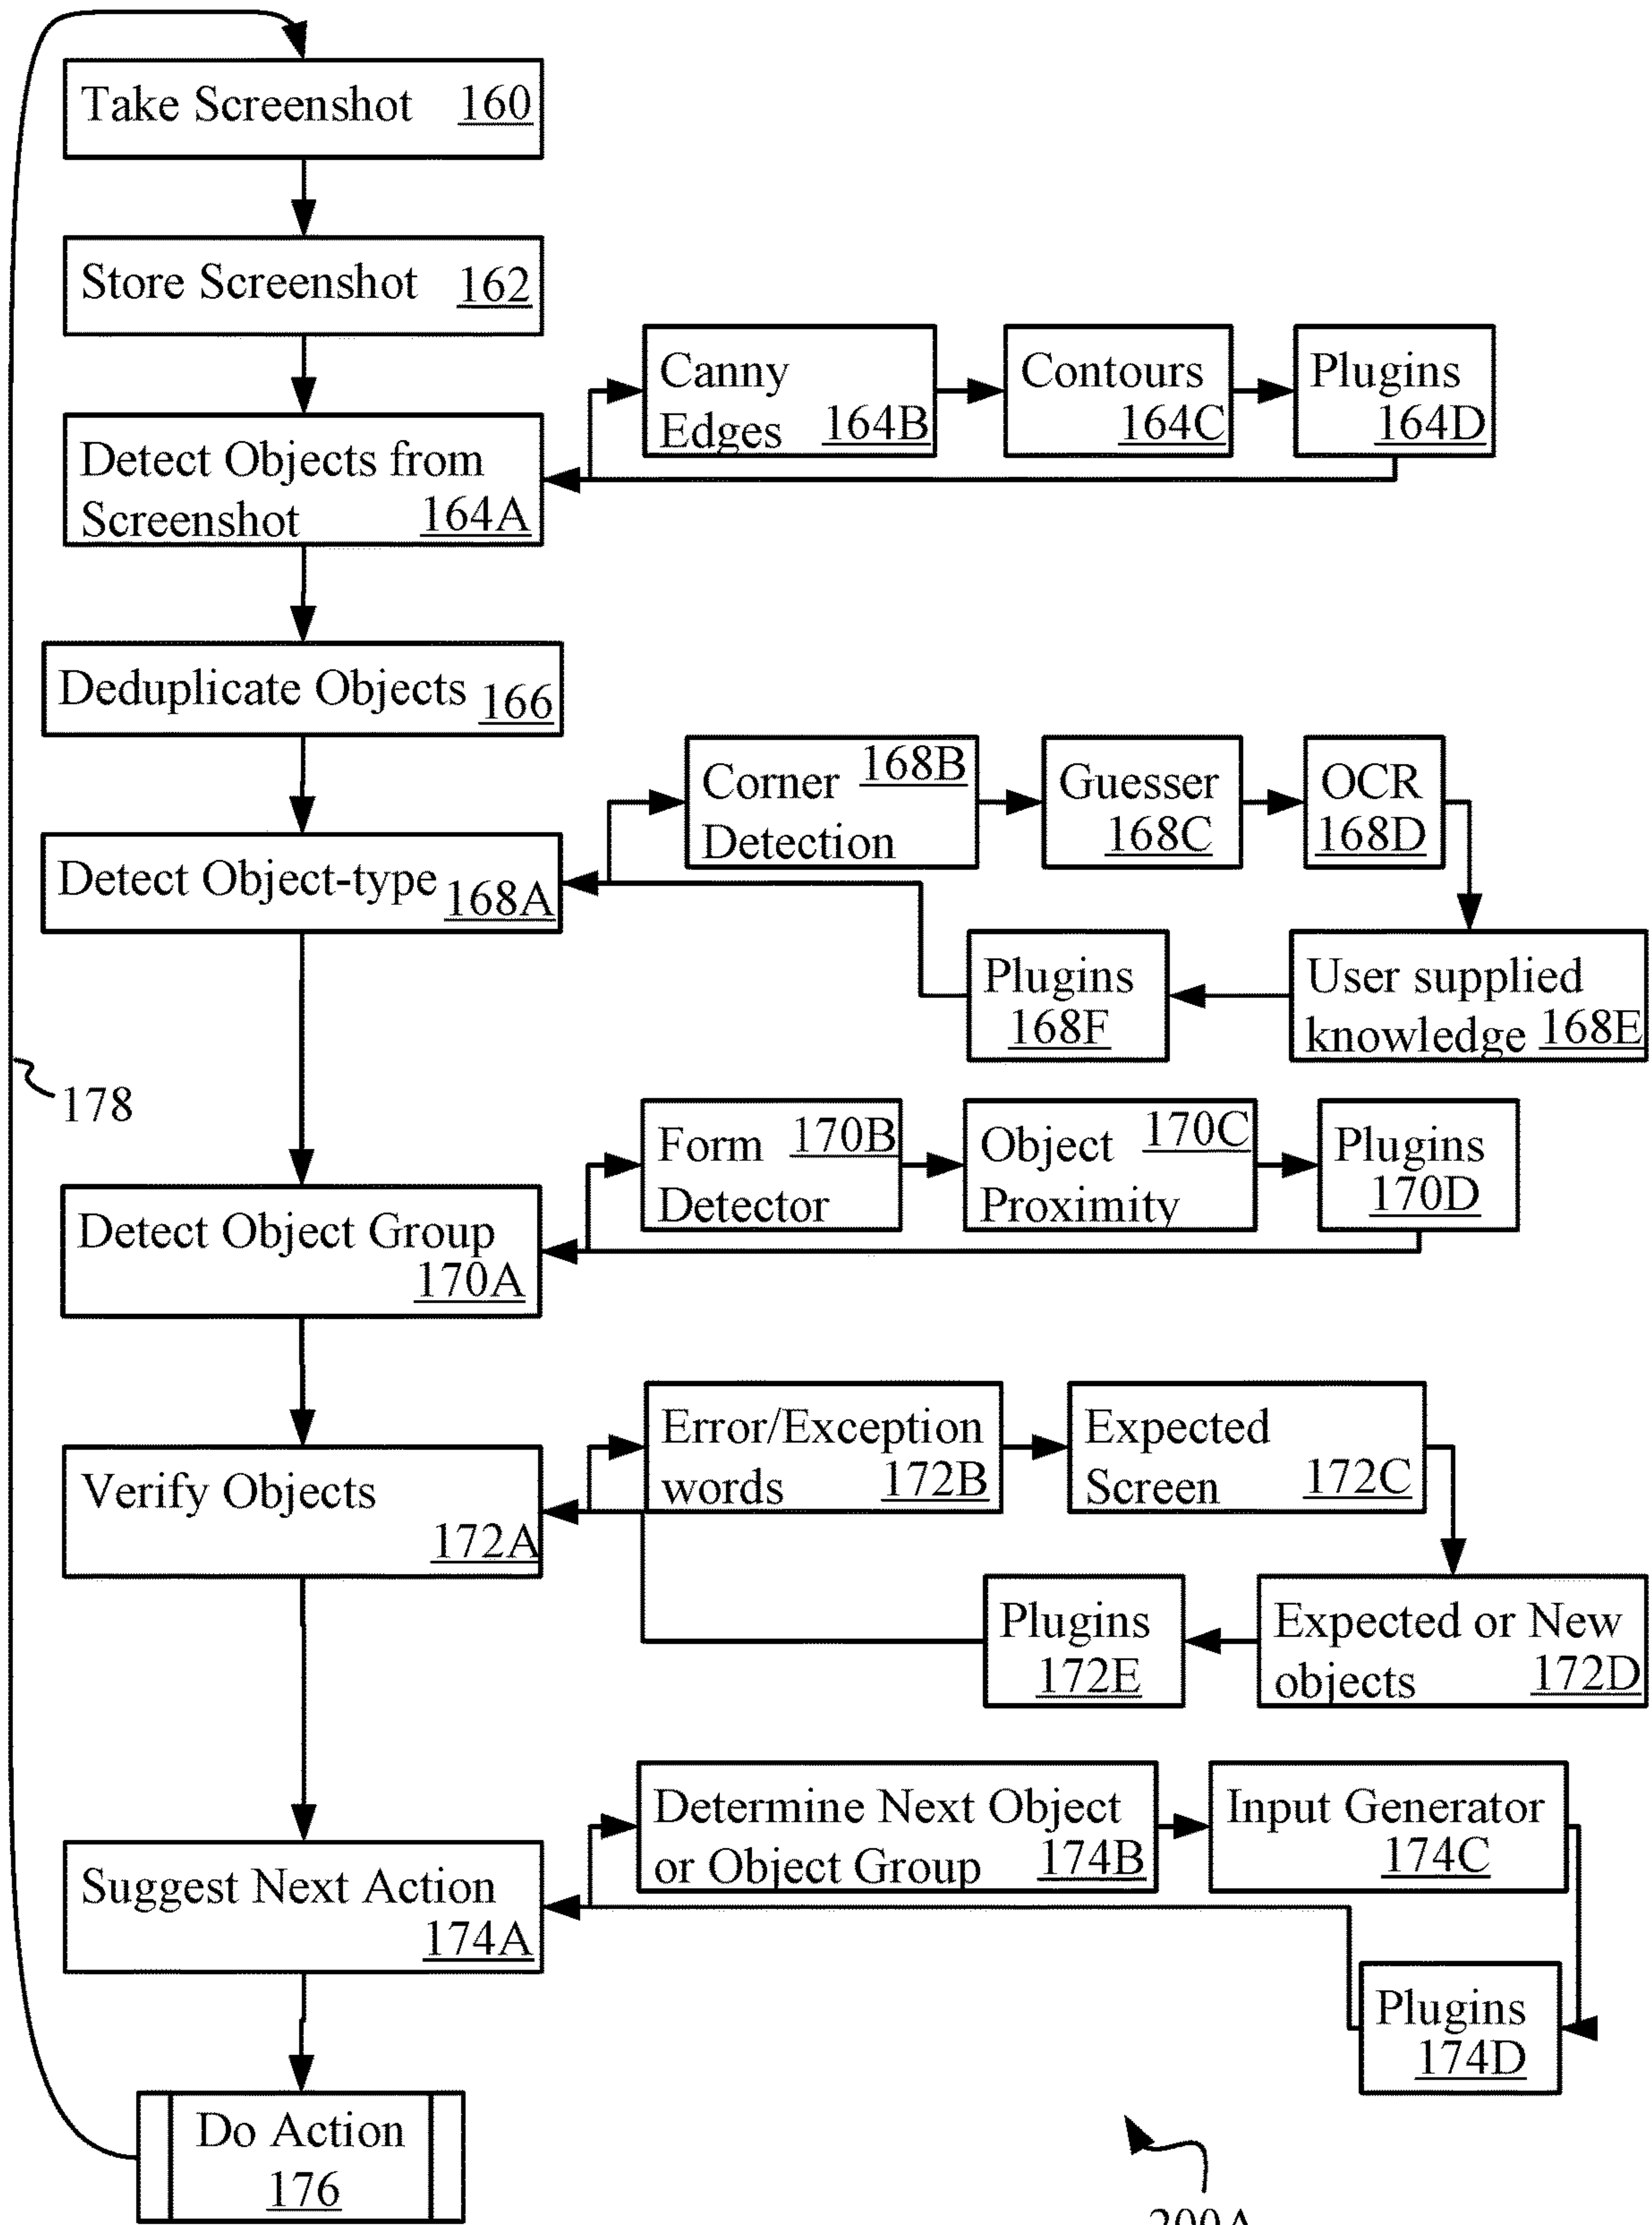 Take Screenshot 160
Store Screenshot 162
Canny
Edges 164B
Contours
164C
Plugins
164D
Detect Objects from
Screenshot 164A
Deduplicate Objects 166
Corner 168B
Detection
Guesser
168C
OCR
168D
Detect Object-type 168A
Plugins
168F
User supplied
knowledge 168E
178
Form 170B
Detector
Object 170C
Proximity
Plugins
170D
Detect Object Group
170A
Error/Exception
words 172B
Expected
Screen 172C
Verify Objects
172A
Plugins
172E
Expected or New
objects 172D
Determine Next Object
or Object Group 174B
Input Generator
174C
Suggest Next Action
174A
Plugins
174D
Do Action
176
200A